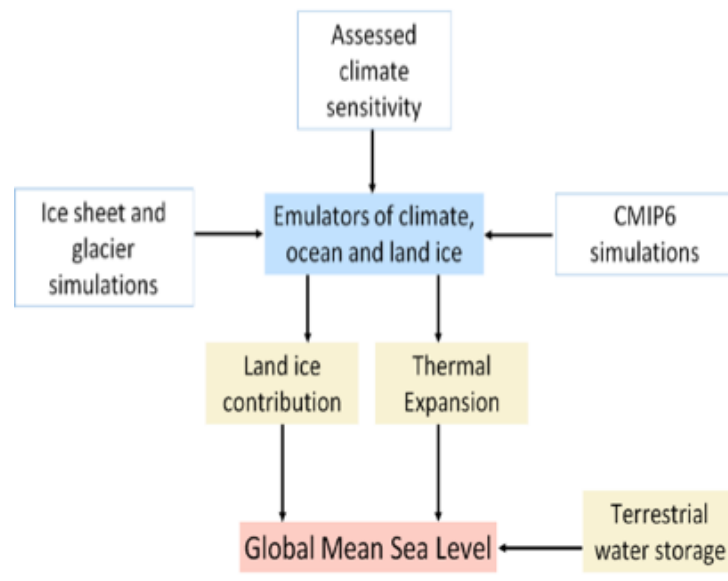 Assessed
climate
sensitivity
Ice sheet and
glacier
simulations
Emulators of climate,
ocean and land ice
CMIP6
simulations
Land ice
contribution
Thermal
Expansion
Global Mean Sea Level
Terrestrial
water storage